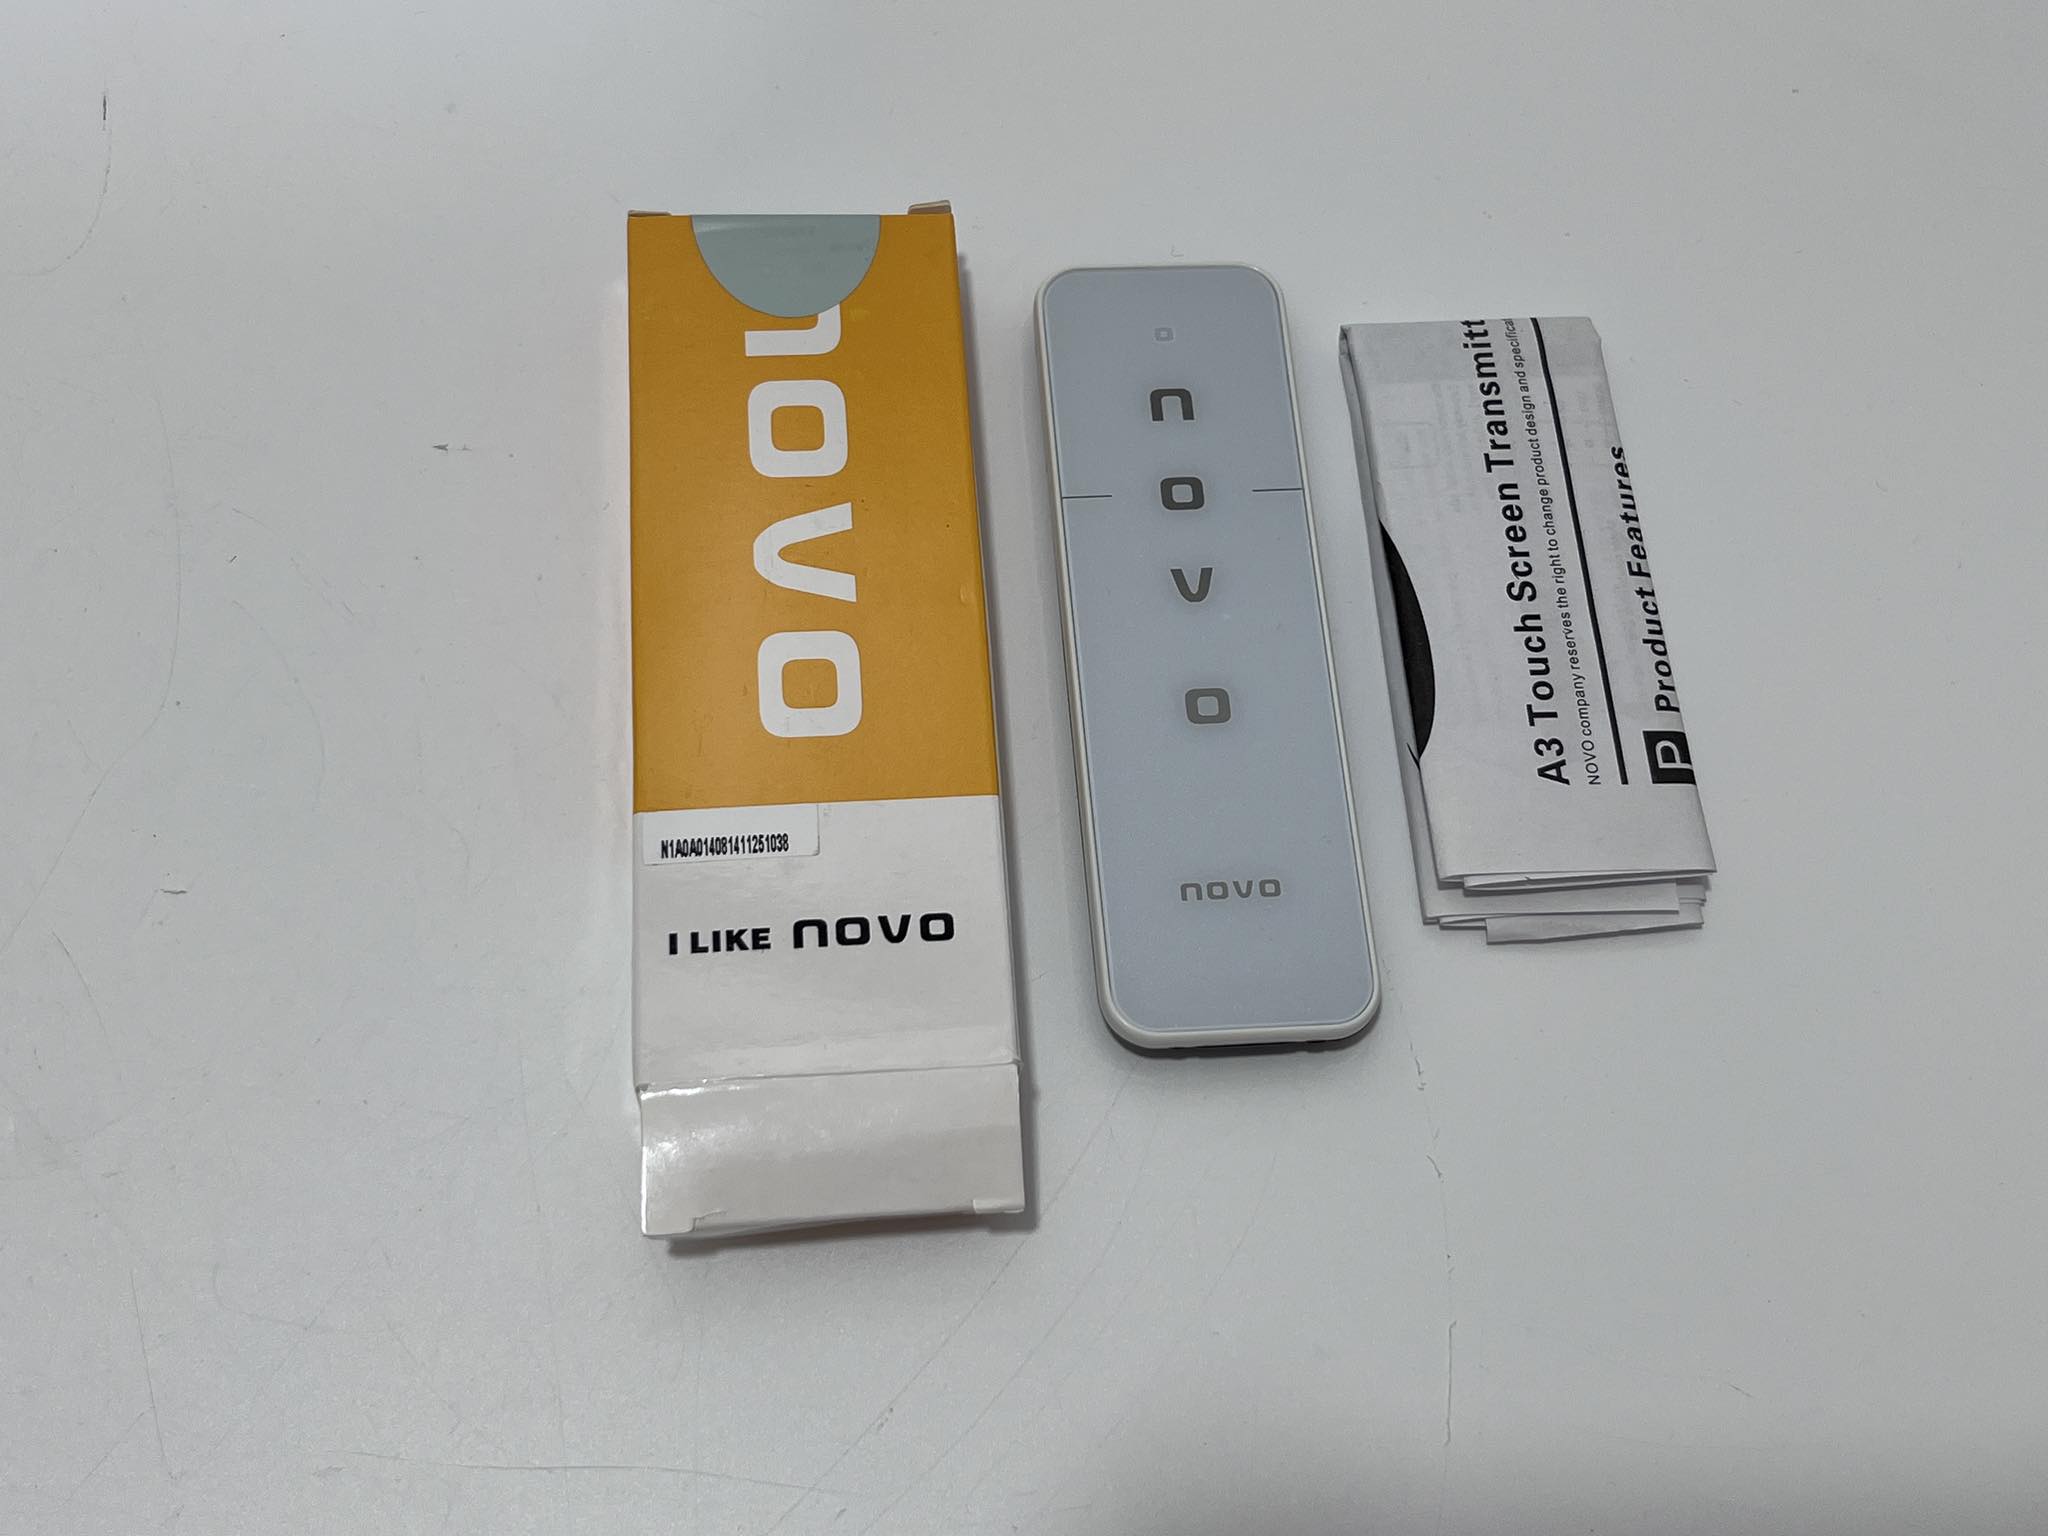 novo
N1A0A014081411251038
I LIKE novo
n
o
v
o
novo
A3 Touch Screen Transmitt
NOVO company reserves the right to change product design and specifica
P Product Features